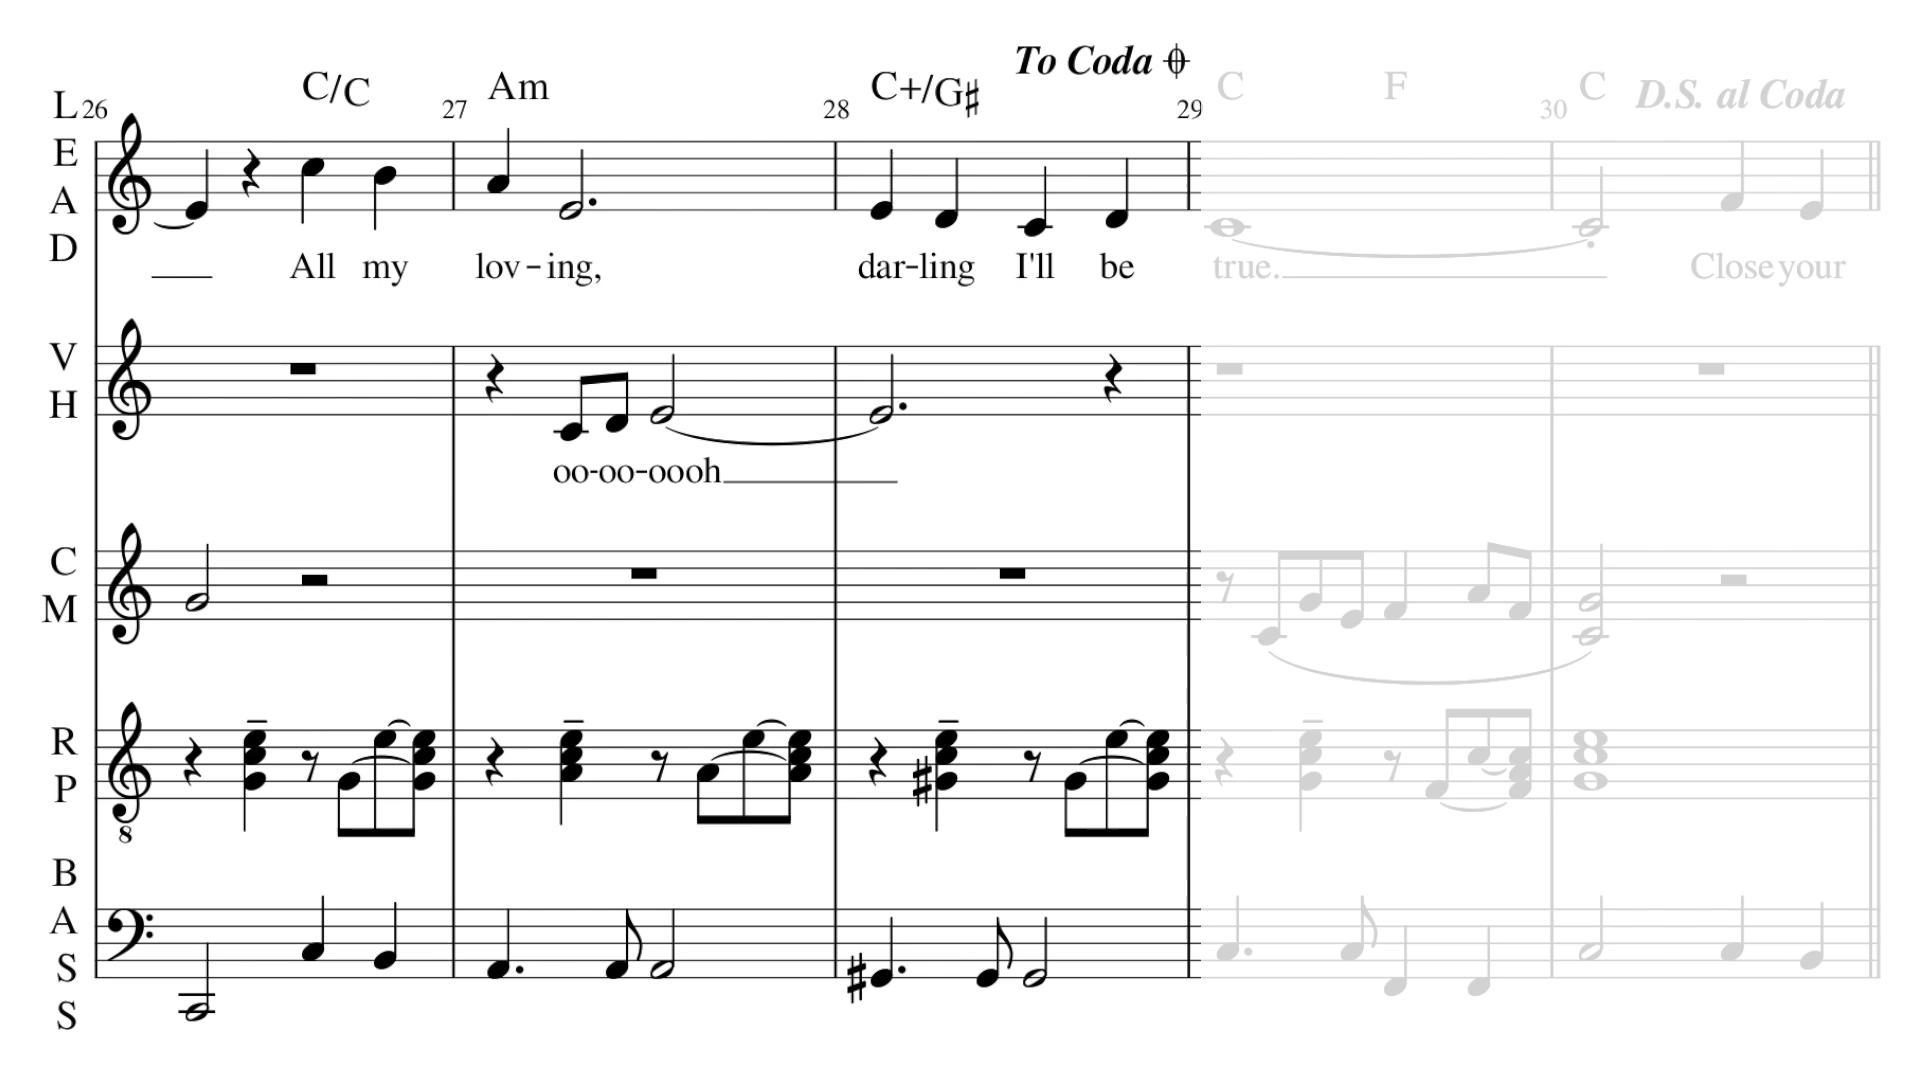 To Coda
C/C Am C+/G♯ C F C D.S. al Coda
26 27 28 29 30
LEAD
All my lov-ing, dar-ling I'll be true. Close your
VH
oo-oo-oooh
CM
RP
8
BASS